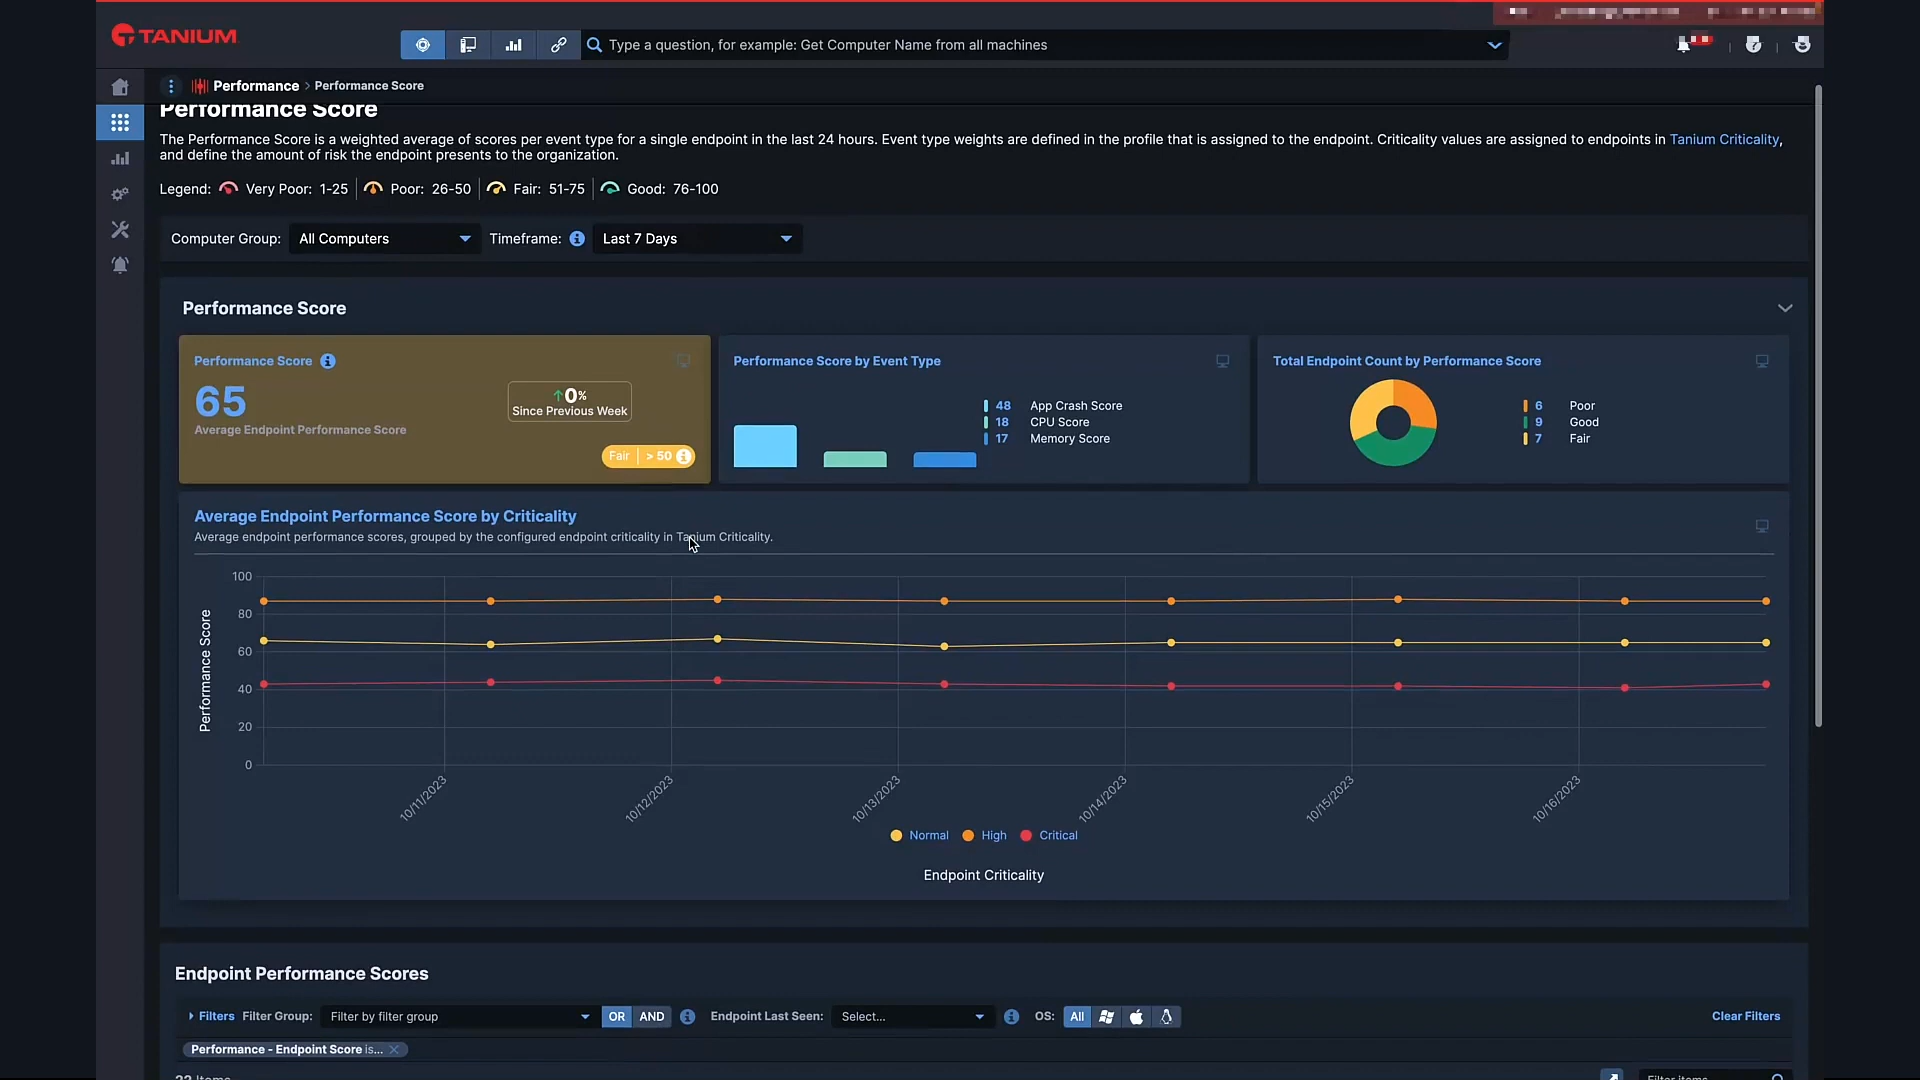 TANIUM
Type a question, for example: Get Computer Name from all machines
Performance > Performance Score
Performance Score
The Performance Score is a weighted average of scores per event type for a single endpoint in the last 24 hours. Event type weights are defined in the profile that is assigned to the endpoint. Criticality values are assigned to endpoints in Tanium Criticality,
and define the amount of risk the endpoint presents to the organization.
Legend: Very Poor: 1-25 Poor: 26-50 Fair: 51-75 Good: 76-100
Computer Group: All Computers Timeframe: Last 7 Days
Performance Score
Performance Score
65
Average Endpoint Performance Score
↑0%
Since Previous Week
Fair > 50
Performance Score by Event Type
48 App Crash Score
18 CPU Score
17 Memory Score
Total Endpoint Count by Performance Score
6 Poor
9 Good
7 Fair
Average Endpoint Performance Score by Criticality
Average endpoint performance scores, grouped by the configured endpoint criticality in Tanium Criticality.
Performance Score
100
80
60
40
20
0
10/11/2023
10/12/2023
10/13/2023
10/14/2023
10/15/2023
10/16/2023
Normal High Critical
Endpoint Criticality
Endpoint Performance Scores
Filters Filter Group: Filter by filter group OR AND Endpoint Last Seen: Select... OS: All Clear Filters
Performance - Endpoint Score is...
22 Items
Filter items